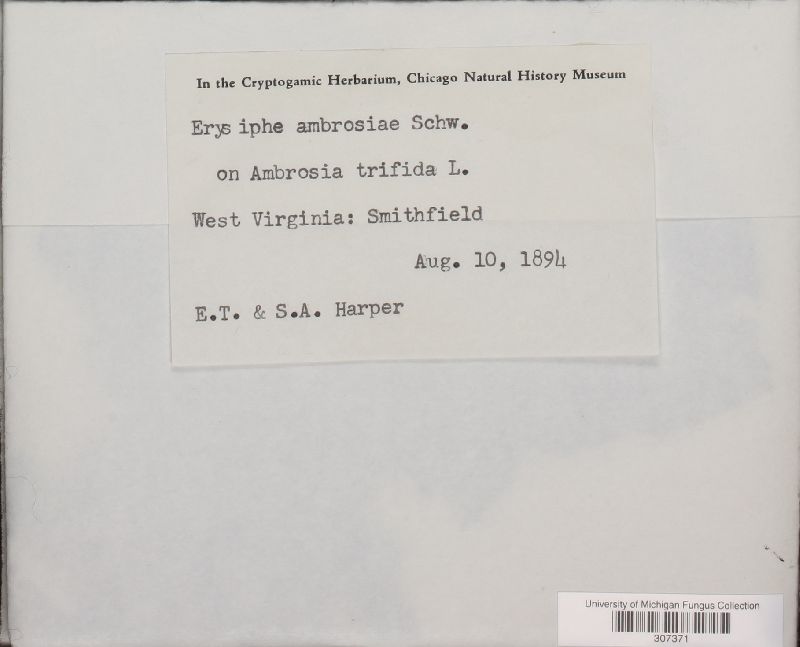 In the Cryptogamic Herbarium, Chicago Natural History Museum
Erysiphe ambrosiae Schw.
on Ambrosia trifida L.
West Virginia: Smithfield
Aug. 10, 1894
E.T. & S.A. Harper
University of Michigan Fungus Collection
307371